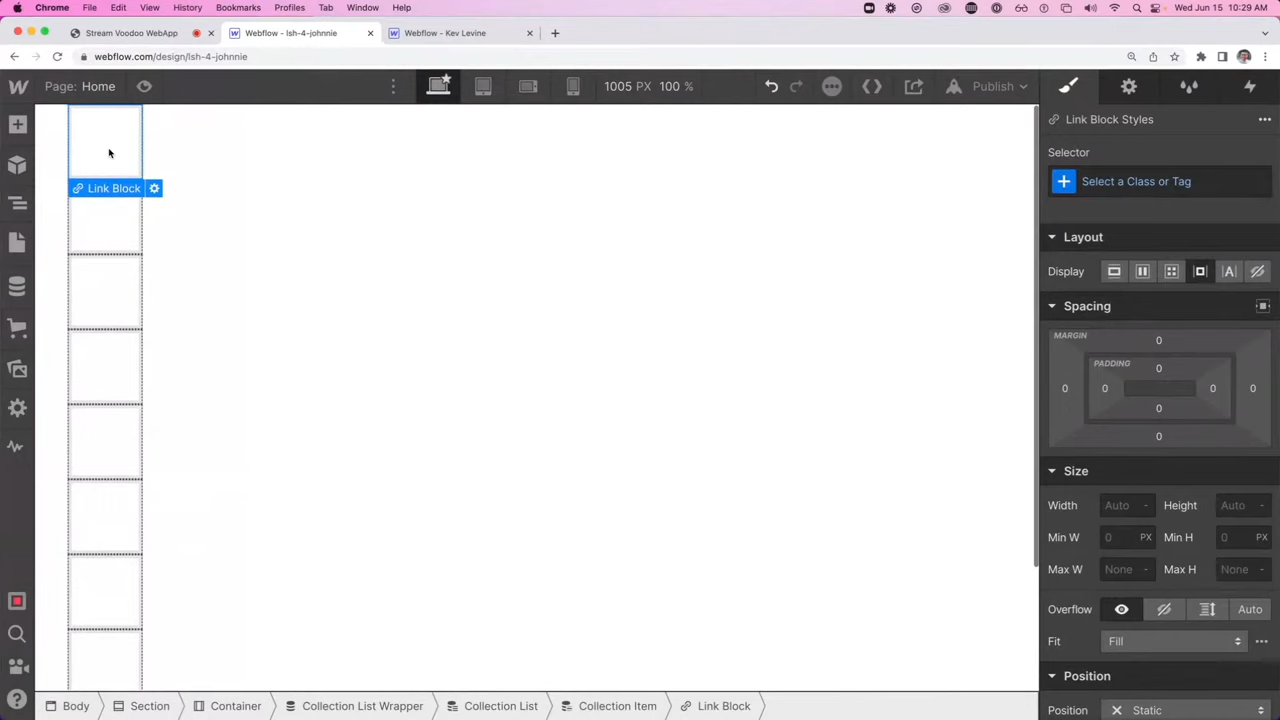 Chrome File Edit View History Bookmarks Profiles Tab Window Help Wed Jun 15 10:29 AM
Stream Voodoo WebApp Webflow - lsh-4-johnnie Webflow - Kev Levine
webflow.com/design/lsh-4-johnnie
Page: Home 1005 PX 100 % Publish
Link Block Styles
Selector
Select a Class or Tag
Link Block
Layout
Display
Spacing
MARGIN
0
PADDING
0
0 0 0 0
0
0
Size
Width Auto - Height Auto -
Min W 0 PX Min H 0 PX
Max W None - Max H None -
Overflow Auto
Fit Fill
Position
Position Static
Body Section Container Collection List Wrapper Collection List Collection Item Link Block